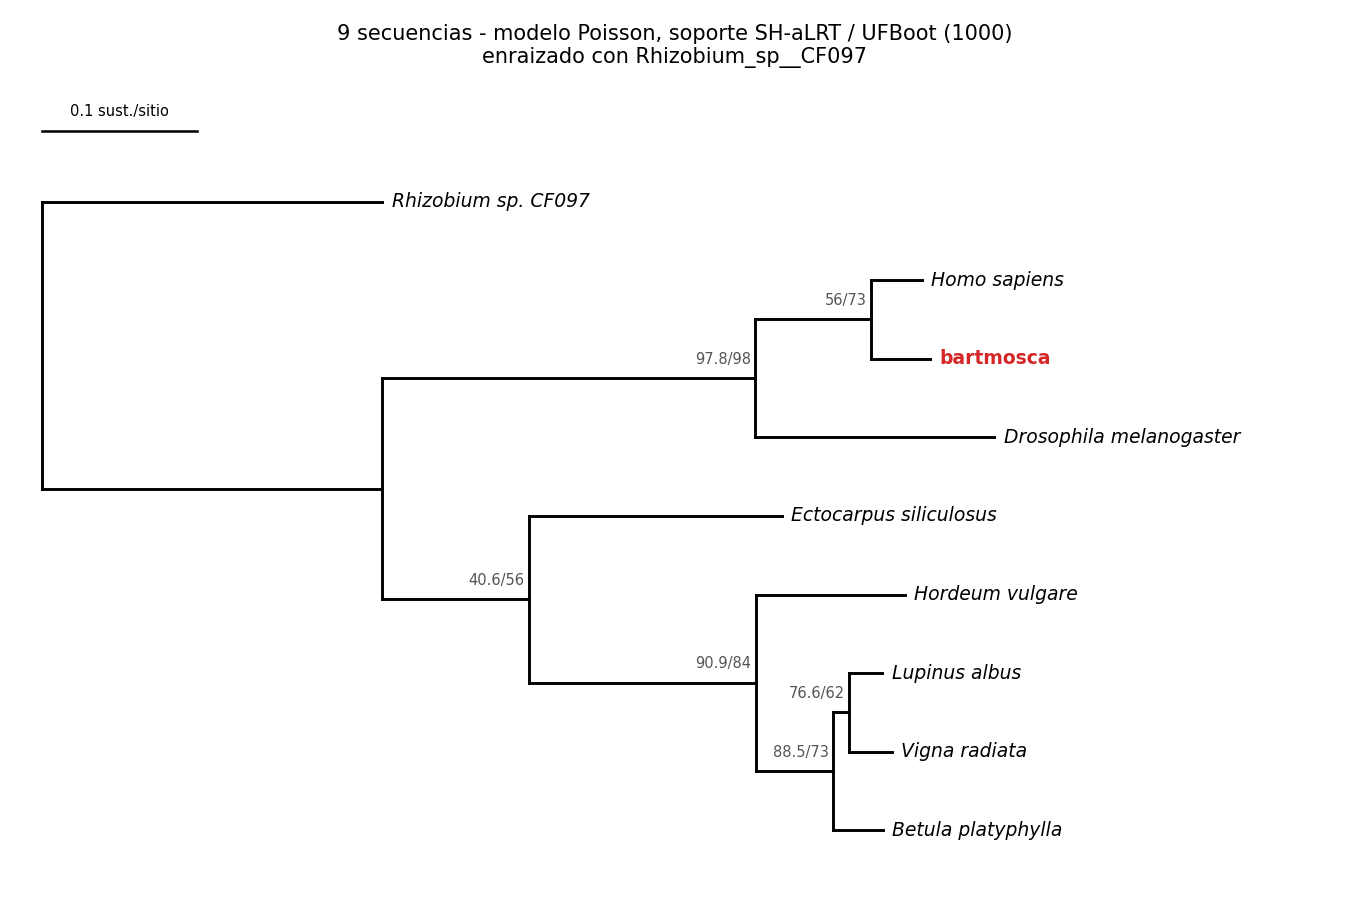 9 secuencias - modelo Poisson, soporte SH-aLRT / UFBoot (1000)
enraizado con Rhizobium_sp__CF097
0.1 sust./sitio
Rhizobium sp. CF097
Homo sapiens
56/73
bartmosca
97.8/98
Drosophila melanogaster
Ectocarpus siliculosus
40.6/56
Hordeum vulgare
90.9/84
Lupinus albus
76.6/62
Vigna radiata
88.5/73
Betula platyphylla